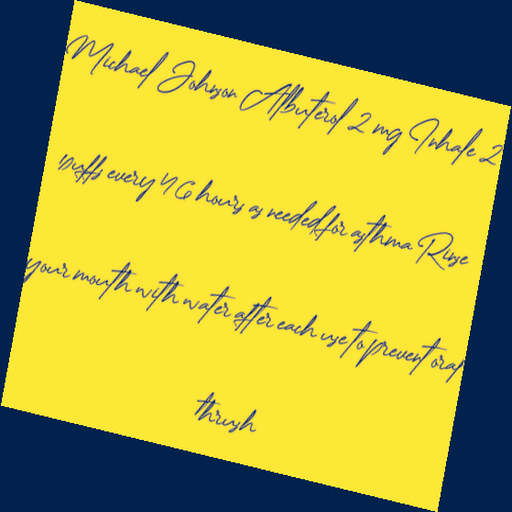 Michael Johnson Albuterol 2 mg Inhale 2
puffs every 4 6 hours as needed for asthma Rinse
your mouth with water after each use to prevent oral
thrush